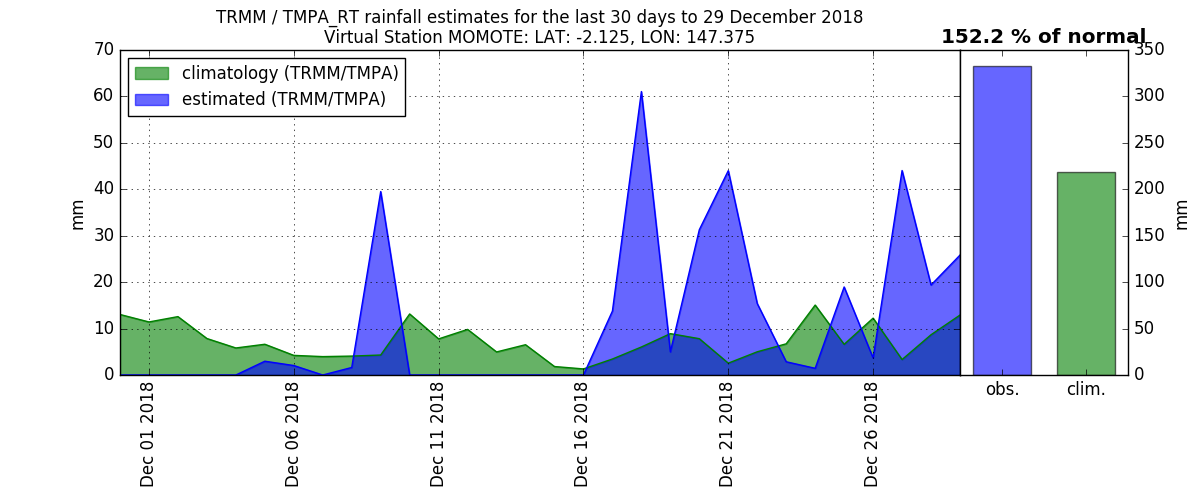 TRMM / TMPA_RT rainfall estimates for the last 30 days to 29 December 2018
Virtual Station MOMOTE: LAT: -2.125, LON: 147.375
152.2 % of normal
climatology (TRMM/TMPA)
estimated (TRMM/TMPA)
70
60
50
40
30
20
10
0
mm
Dec 01 2018
Dec 06 2018
Dec 11 2018
Dec 16 2018
Dec 21 2018
Dec 26 2018
obs.
clim.
350
300
250
200
150
100
50
0
mm